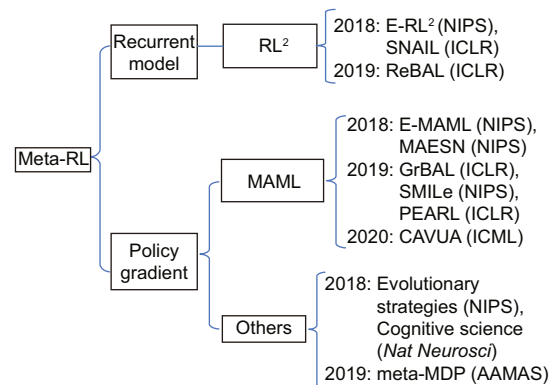 2018: E-RL² (NIPS),
SNAIL (ICLR)
2019: ReBAL (ICLR)
Recurrent
model
RL²
Meta-RL
2018: E-MAML (NIPS),
MAESN (NIPS)
2019: GrBAL (ICLR),
SMILe (NIPS),
PEARL (ICLR)
2020: CAVUA (ICML)
MAML
Policy
gradient
2018: Evolutionary
strategies (NIPS),
Cognitive science
(Nat Neurosci)
2019: meta-MDP (AAMAS)
Others